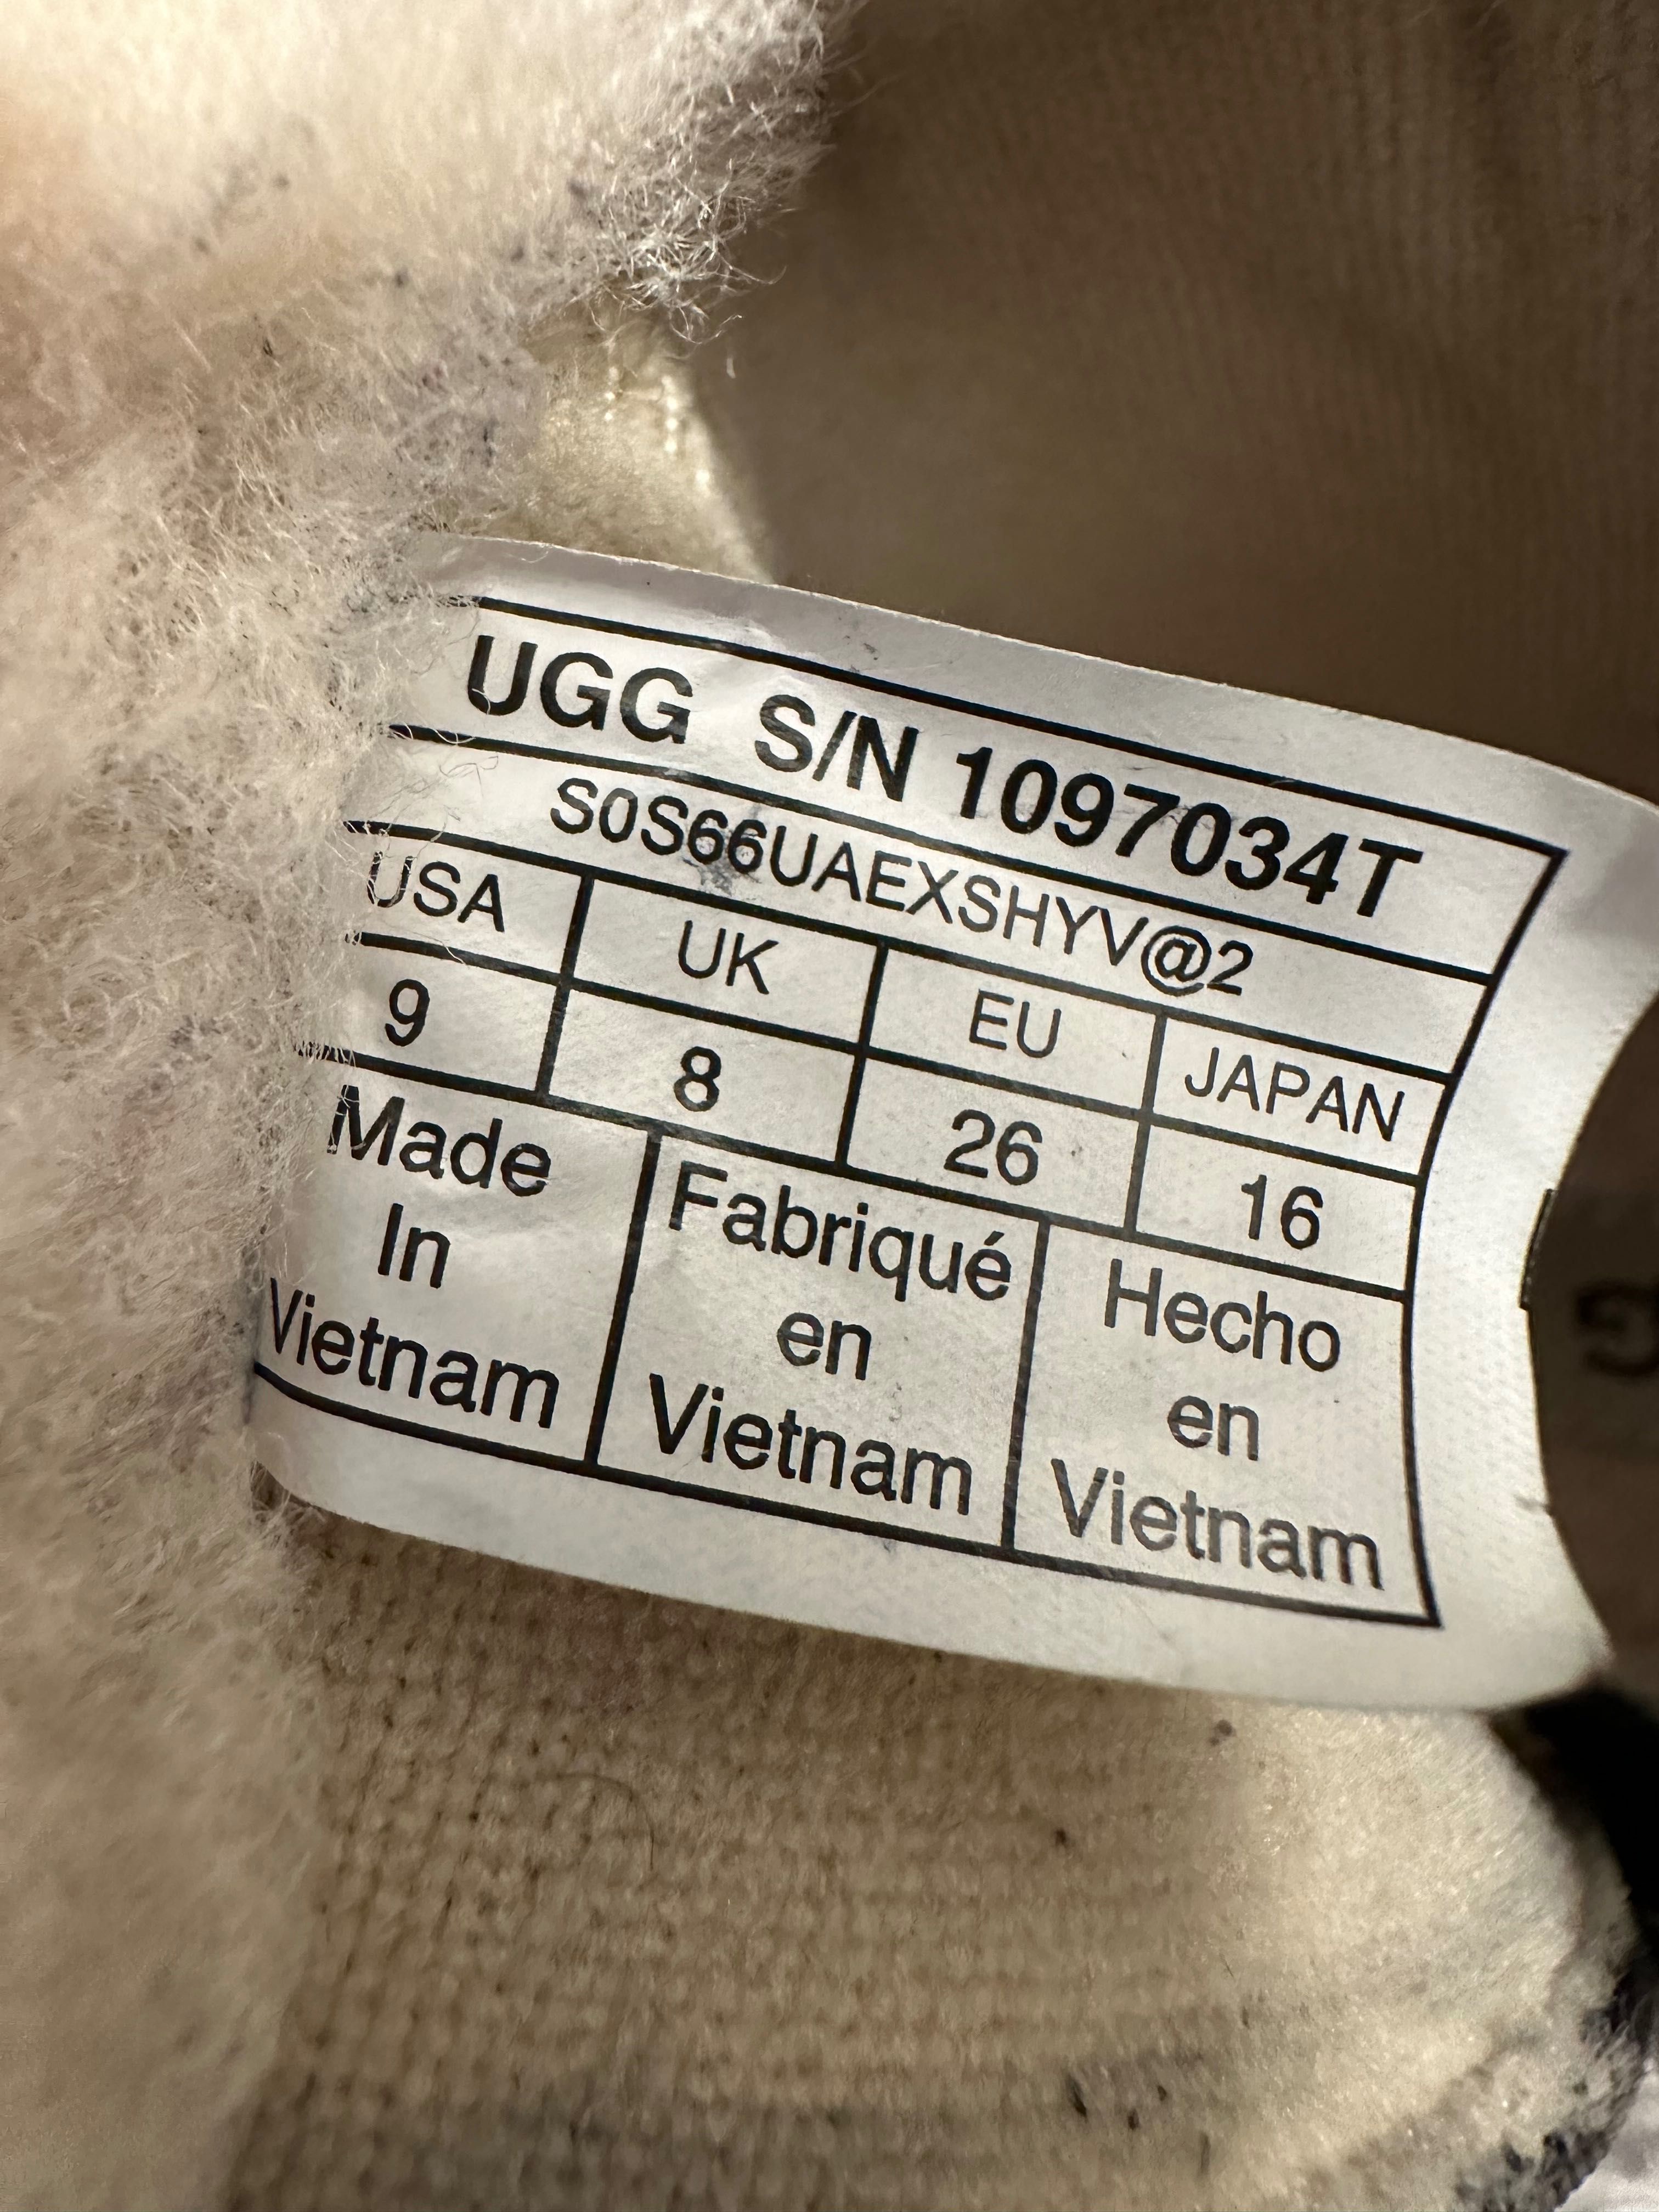 UGG S/N 1097034T
S0S66UAEXSHYV@2
USA UK EU JAPAN
9 8 26 16
Made In Vietnam
Fabriqué en Vietnam
Hecho en Vietnam